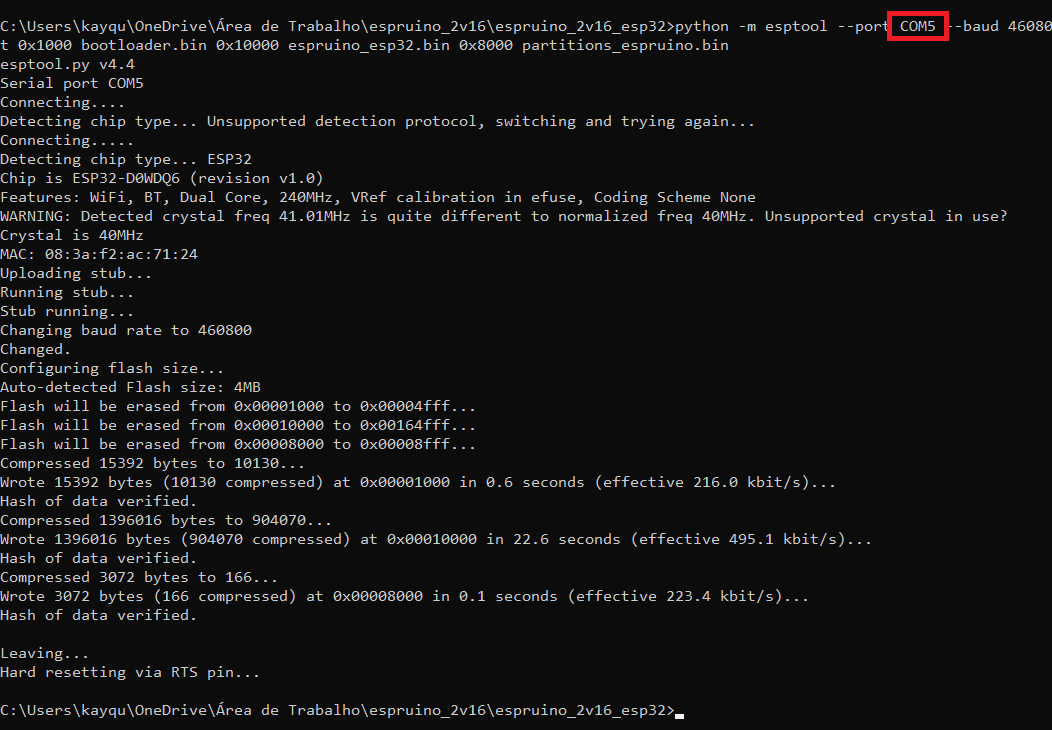 C:\Users\kayqu\OneDrive\Área de Trabalho\espruino_2v16\espruino_2v16_esp32>python -m esptool --port COM5 --baud 46080
t 0x1000 bootloader.bin 0x10000 espruino_esp32.bin 0x8000 partitions_espruino.bin
esptool.py v4.4
Serial port COM5
Connecting....
Detecting chip type... Unsupported detection protocol, switching and trying again...
Connecting.....
Detecting chip type... ESP32
Chip is ESP32-D0WDQ6 (revision v1.0)
Features: WiFi, BT, Dual Core, 240MHz, VRef calibration in efuse, Coding Scheme None
WARNING: Detected crystal freq 41.01MHz is quite different to normalized freq 40MHz. Unsupported crystal in use?
Crystal is 40MHz
MAC: 08:3a:f2:ac:71:24
Uploading stub...
Running stub...
Stub running...
Changing baud rate to 460800
Changed.
Configuring flash size...
Auto-detected Flash size: 4MB
Flash will be erased from 0x00001000 to 0x00004fff...
Flash will be erased from 0x00010000 to 0x00164fff...
Flash will be erased from 0x00008000 to 0x00008fff...
Compressed 15392 bytes to 10130...
Wrote 15392 bytes (10130 compressed) at 0x00001000 in 0.6 seconds (effective 216.0 kbit/s)...
Hash of data verified.
Compressed 1396016 bytes to 904070...
Wrote 1396016 bytes (904070 compressed) at 0x00010000 in 22.6 seconds (effective 495.1 kbit/s)...
Hash of data verified.
Compressed 3072 bytes to 166...
Wrote 3072 bytes (166 compressed) at 0x00008000 in 0.1 seconds (effective 223.4 kbit/s)...
Hash of data verified.
Leaving...
Hard resetting via RTS pin...
C:\Users\kayqu\OneDrive\Área de Trabalho\espruino_2v16\espruino_2v16_esp32>